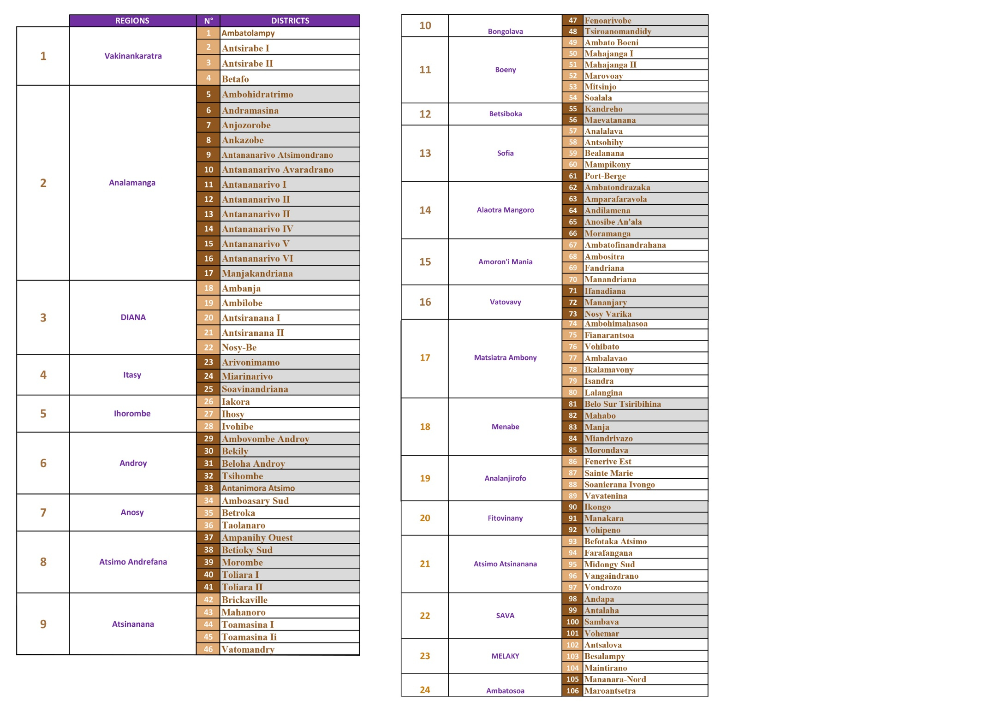 REGIONS N° DISTRICTS
1 Vakinankaratra
1 Ambatolampy
2 Antsirabe I
3 Antsirabe II
4 Betafo
2 Analamanga
5 Ambohidratrimo
6 Andramasina
7 Anjozorobe
8 Ankazobe
9 Antananarivo Atsimondrano
10 Antananarivo Avaradrano
11 Antananarivo I
12 Antananarivo II
13 Antananarivo II
14 Antananarivo IV
15 Antananarivo V
16 Antananarivo VI
17 Manjakandriana
3 DIANA
18 Ambanja
19 Ambilobe
20 Antsiranana I
21 Antsiranana II
22 Nosy-Be
4 Itasy
23 Arivonimamo
24 Miarinarivo
25 Soavinandriana
5 Ihorombe
26 Iakora
27 Ihosy
28 Ivohibe
6 Androy
29 Ambovombe Androy
30 Bekily
31 Beloha Androy
32 Tsihombe
33 Antanimora Atsimo
7 Anosy
34 Amboasary Sud
35 Betroka
36 Taolanaro
8 Atsimo Andrefana
37 Ampanihy Ouest
38 Betioky Sud
39 Morombe
40 Toliara I
41 Toliara II
9 Atsinanana
42 Brickaville
43 Mahanoro
44 Toamasina I
45 Toamasina Ii
46 Vatomandry
10 Bongolava
47 Fenoarivobe
48 Tsiroanomandidy
11 Boeny
49 Ambato Boeni
50 Mahajanga I
51 Mahajanga II
52 Marovoay
53 Mitsinjo
54 Soalala
12 Betsiboka
55 Kandreho
56 Maevatanana
13 Sofia
57 Analalava
58 Antsohihy
59 Bealanana
60 Mampikony
61 Port-Berge
14 Alaotra Mangoro
62 Ambatondrazaka
63 Amparafaravola
64 Andilamena
65 Anosibe An'ala
66 Moramanga
15 Amoron'i Mania
67 Ambatofinandrahana
68 Ambositra
69 Fandriana
70 Manandriana
16 Vatovavy
71 Ifanadiana
72 Mananjary
73 Nosy Varika
17 Matsiatra Ambony
74 Ambohimahasoa
75 Fianarantsoa
76 Vohibato
77 Ambalavao
78 Ikalamavony
79 Isandra
80 Lalangina
18 Menabe
81 Belo Sur Tsiribihina
82 Mahabo
83 Manja
84 Miandrivazo
85 Morondava
19 Analanjirofo
86 Fenerive Est
87 Sainte Marie
88 Soanierana Ivongo
89 Vavatenina
20 Fitovinany
90 Ikongo
91 Manakara
92 Vohipeno
21 Atsimo Atsinanana
93 Befotaka Atsimo
94 Farafangana
95 Midongy Sud
96 Vangaindrano
97 Vondrozo
22 SAVA
98 Andapa
99 Antalaha
100 Sambava
101 Vohemar
23 MELAKY
102 Antsalova
103 Besalampy
104 Maintirano
24 Ambatosoa
105 Mananara-Nord
106 Maroantsetra